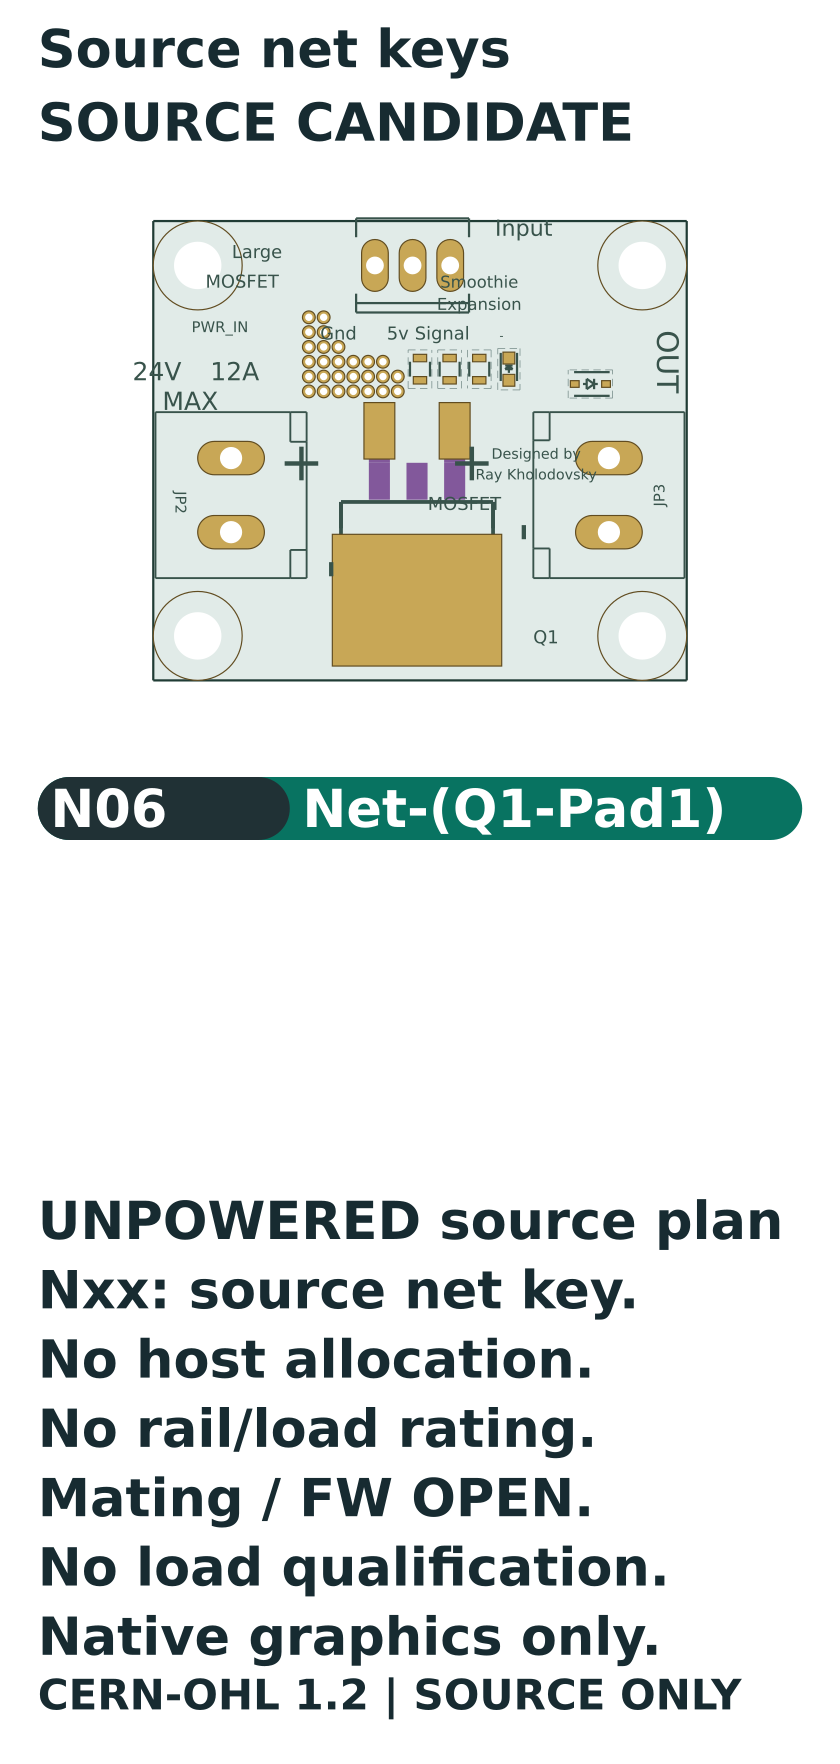 Source net keys
SOURCE CANDIDATE
Input
Large
MOSFET
Smoothie
Expansion
PWR_IN
Gnd
5v Signal
-
24V 12A
MAX
OUT
+
+
Designed by
Ray Kholodovsky
JP2
JP3
MOSFET
-
-
Q1
N06 Net-(Q1-Pad1)
UNPOWERED source plan
Nxx: source net key.
No host allocation.
No rail/load rating.
Mating / FW OPEN.
No load qualification.
Native graphics only.
CERN-OHL 1.2 | SOURCE ONLY